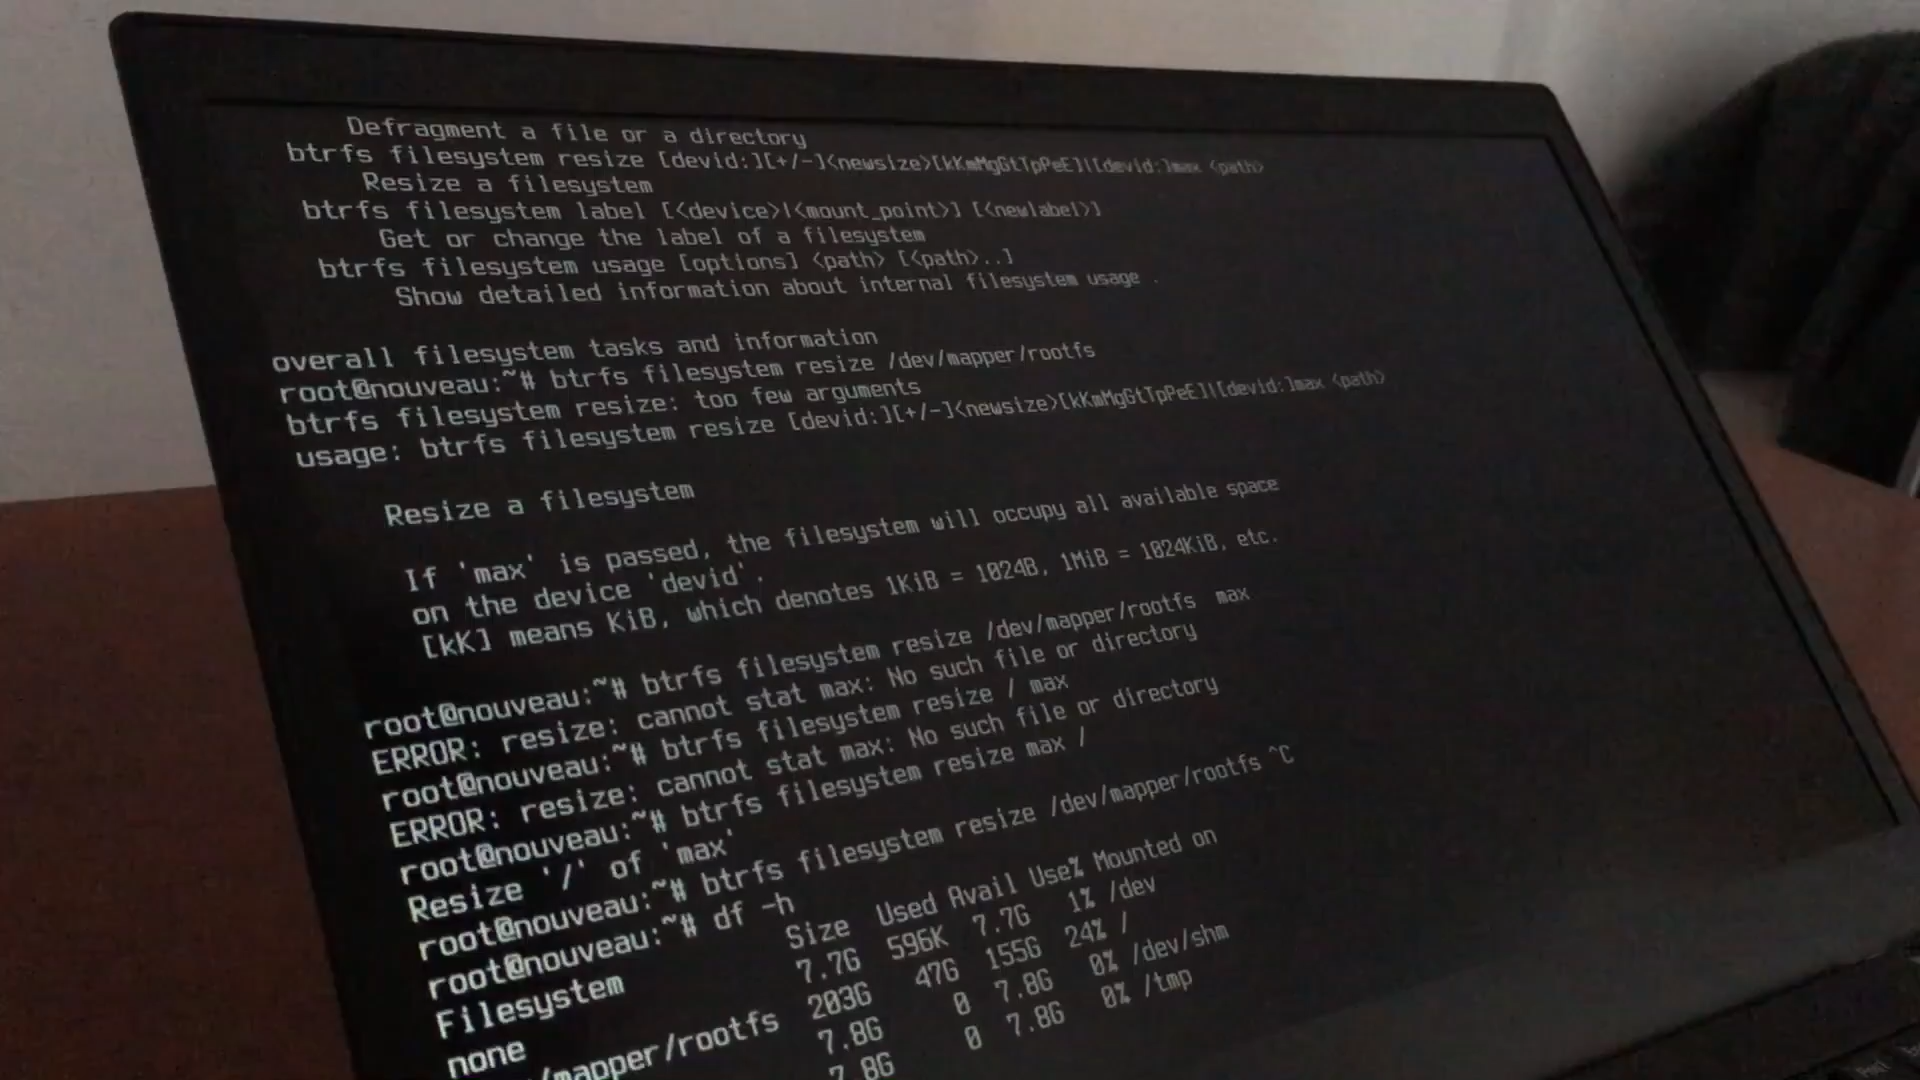 Defragment a file or a directory
btrfs filesystem resize [devid:][+/-]<newsize>[kKmMgGtTpPeE]|[devid:]max <path>
Resize a filesystem
btrfs filesystem label [<device>|<mount_point>] [<newlabel>]
Get or change the label of a filesystem
btrfs filesystem usage [options] <path> [<path>..]
Show detailed information about internal filesystem usage .
overall filesystem tasks and information
root@nouveau:~# btrfs filesystem resize /dev/mapper/rootfs
btrfs filesystem resize: too few arguments
usage: btrfs filesystem resize [devid:][+/-]<newsize>[kKmMgGtTpPeE]|[devid:]max <path>
Resize a filesystem
If 'max' is passed, the filesystem will occupy all available space
on the device 'devid'.
[kK] means KiB, which denotes 1KiB = 1024B, 1MiB = 1024KiB, etc.
root@nouveau:~# btrfs filesystem resize /dev/mapper/rootfs  max
ERROR: resize: cannot stat max: No such file or directory
root@nouveau:~# btrfs filesystem resize / max
ERROR: resize: cannot stat max: No such file or directory
root@nouveau:~# btrfs filesystem resize max /
Resize '/' of 'max'
root@nouveau:~# btrfs filesystem resize /dev/mapper/rootfs ^C
root@nouveau:~# df -h
Filesystem Size Used Avail Use% Mounted on
none 7.7G 596K 7.7G 1% /dev
/mapper/rootfs 203G 47G 155G 24% /
7.8G 0 7.8G 0% /dev/shm
7.8G 0 7.8G 0% /tmp